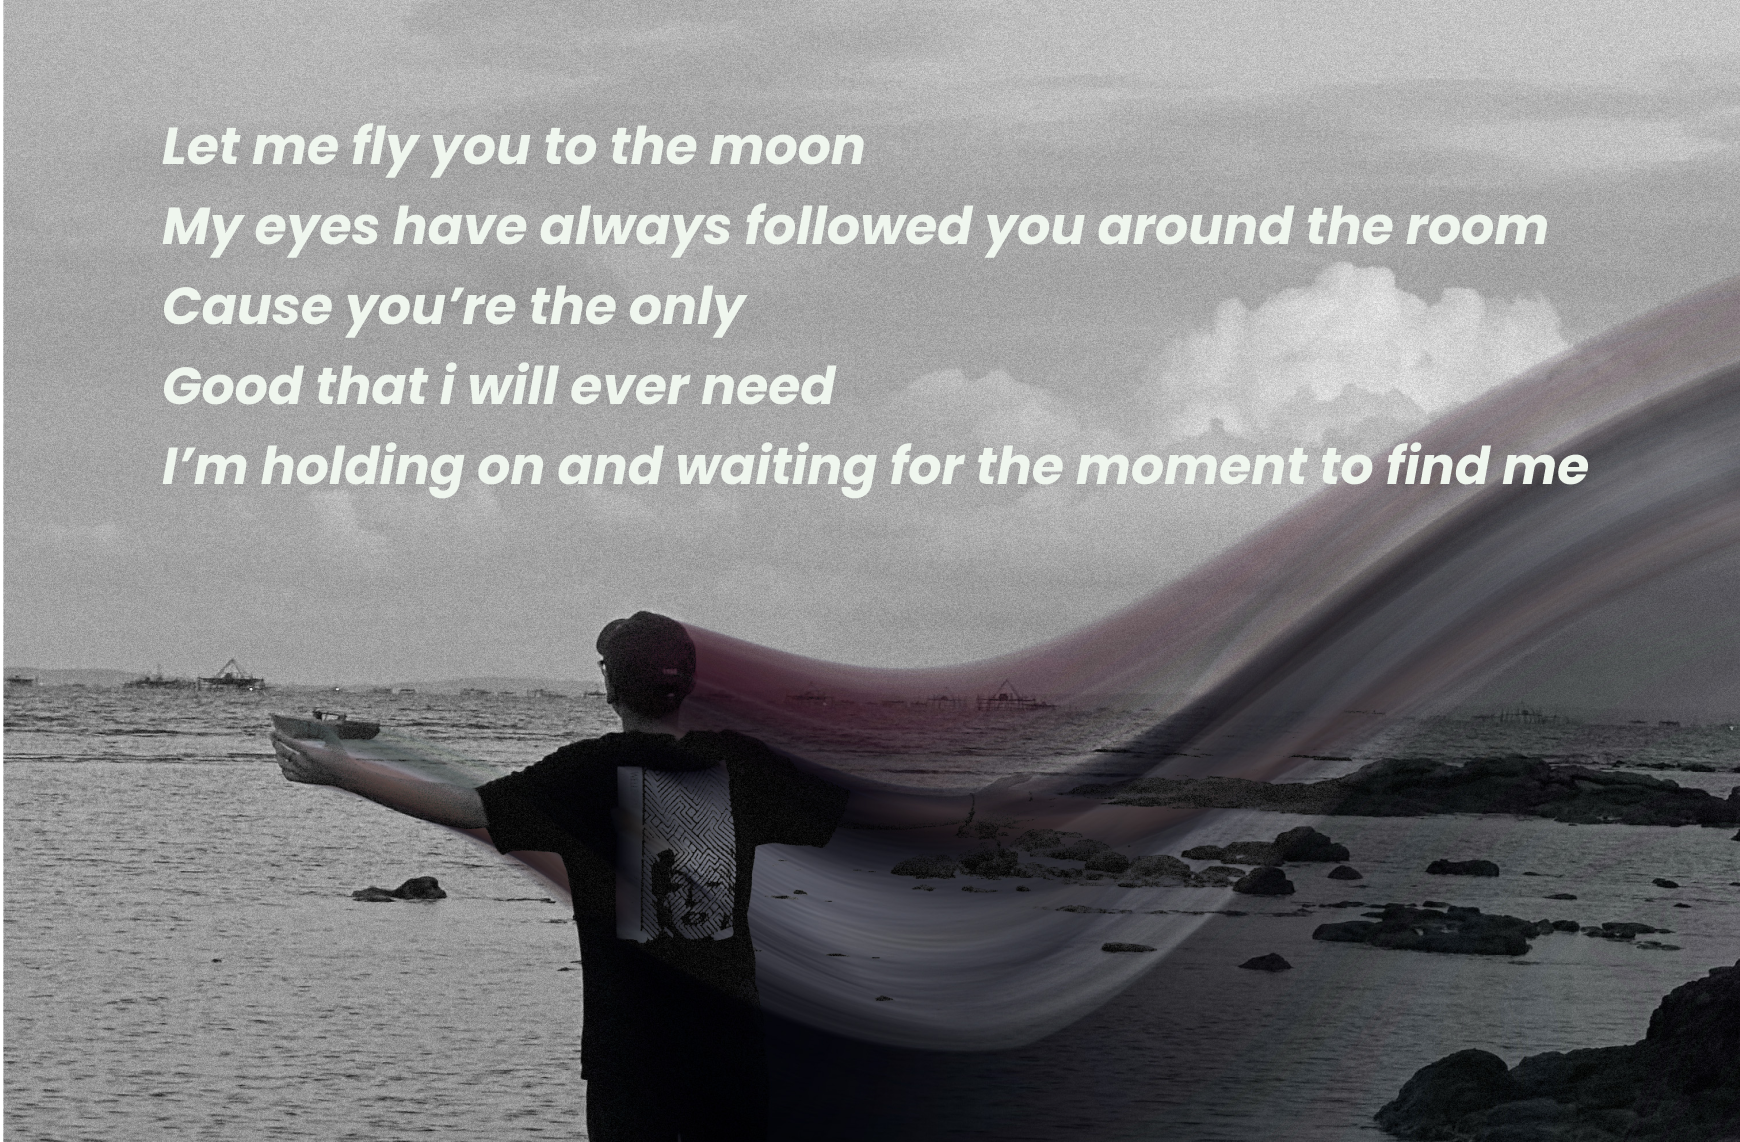 Let me fly you to the moon
My eyes have always followed you around the room
Cause you’re the only
Good that i will ever need
I’m holding on and waiting for the moment to find me